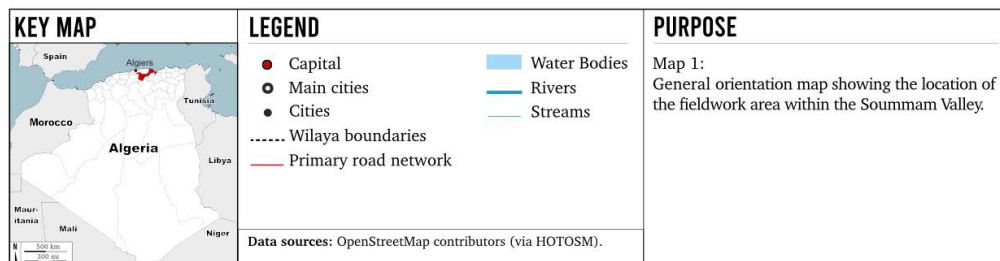 KEY MAP
Spain
Algiers
Tunisia
Morocco
Algeria
Libya
Maur-
itania
Mali
Niger
N
500 km
300 mi
LEGEND
Capital
Main cities
Cities
Wilaya boundaries
Primary road network
Water Bodies
Rivers
Streams
Data sources: OpenStreetMap contributors (via HOTOSM).
PURPOSE
Map 1:
General orientation map showing the location of
the fieldwork area within the Soummam Valley.